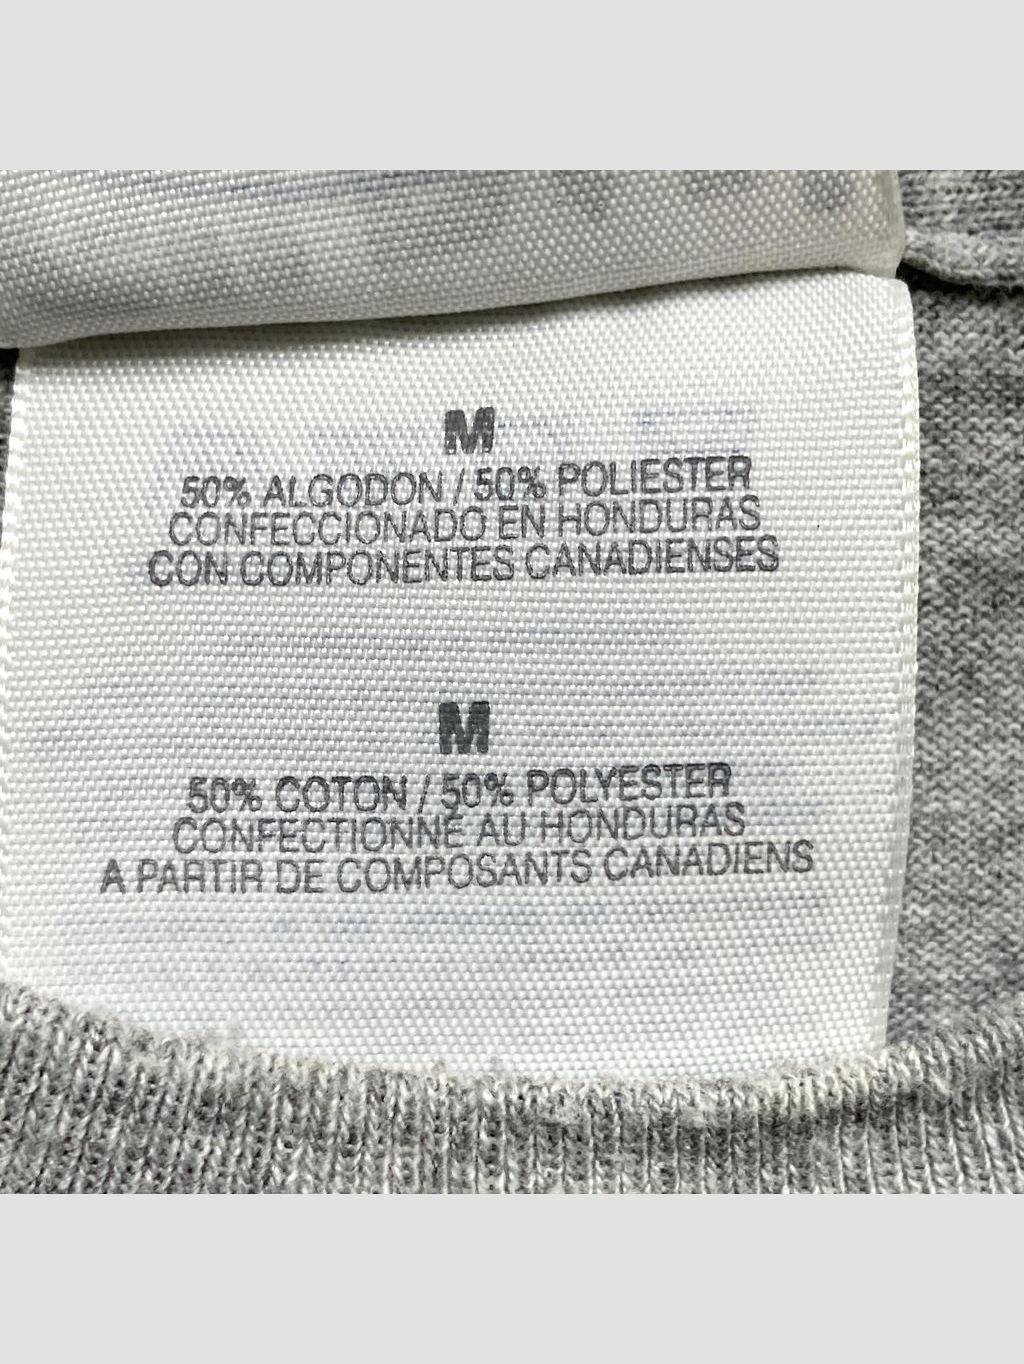 M
50% ALGODON / 50% POLIESTER
CONFECCIONADO EN HONDURAS
CON COMPONENTES CANADIENSES
M
50% COTON / 50% POLYESTER
CONFECTIONNÉ AU HONDURAS
A PARTIR DE COMPOSANTS CANADIENS